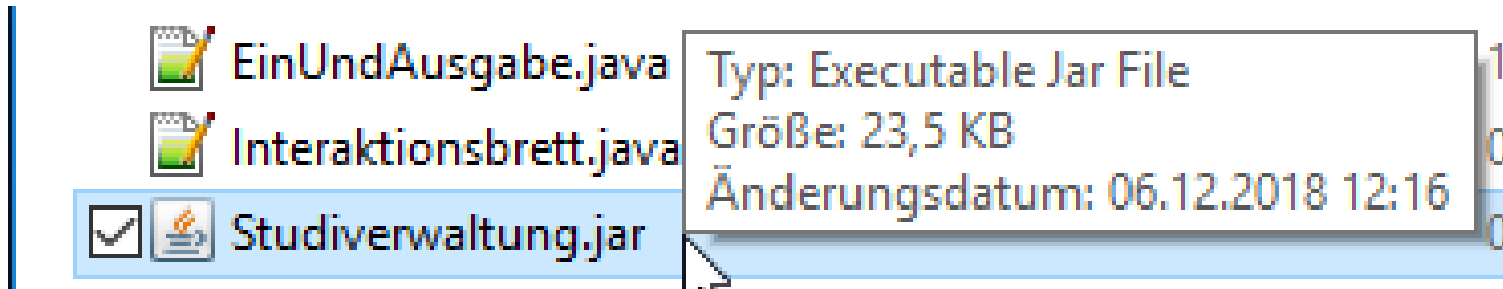 EinUndAusgabe.java
Interaktionsbrett.java
Studiverwaltung.jar
Typ: Executable Jar File
Größe: 23,5 KB
Änderungsdatum: 06.12.2018 12:16